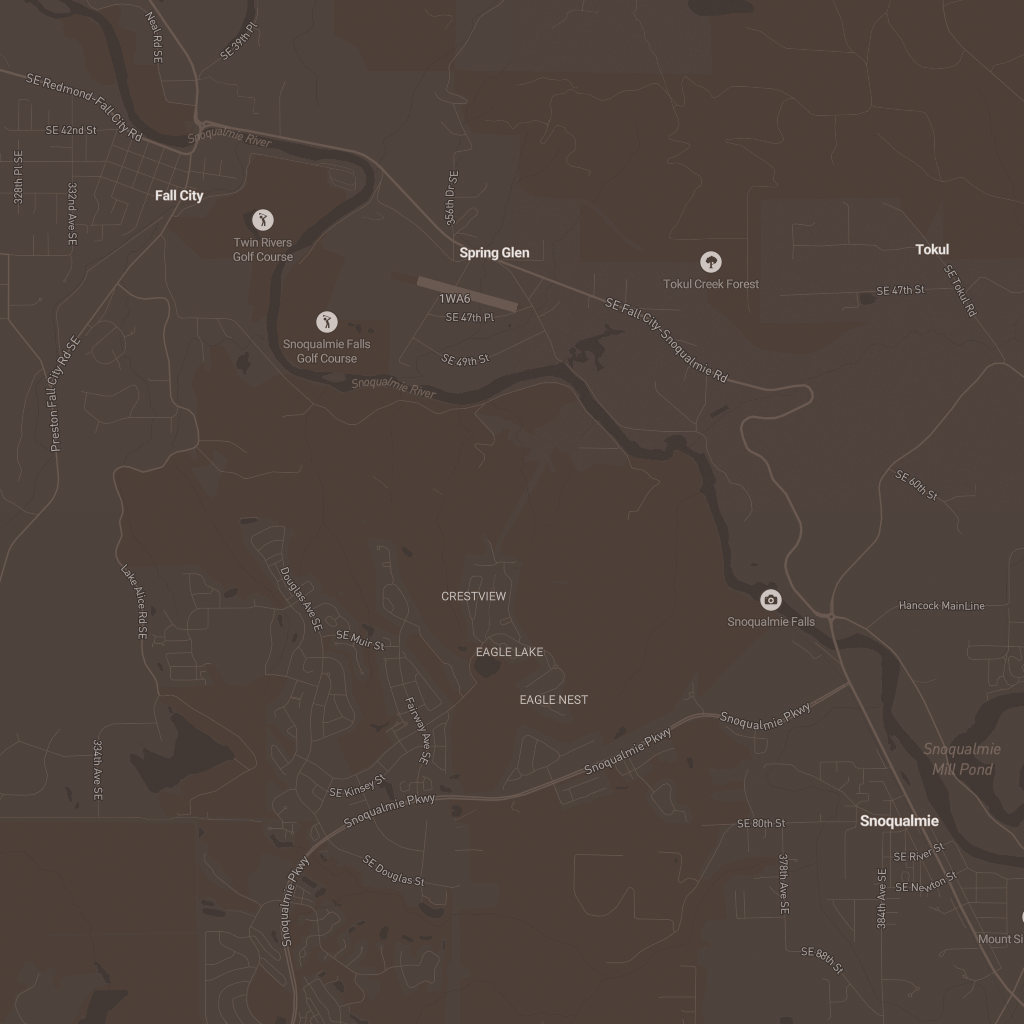 Neal Rd SE
SE 39th Pl
SE Redmond-Fall City Rd
SE 42nd St
Snoqualmie River
328th Pl SE
332nd Ave SE
Fall City
356th Dr SE
Twin Rivers
Golf Course
Spring Glen
Tokul
Tokul Creek Forest
SE Tokul Rd
SE 47th St
1WA6
SE 47th Pl
SE Fall City-Snoqualmie Rd
Snoqualmie Falls
Golf Course
SE 49th St
Preston Fall City Rd SE
Snoqualmie River
SE 60th St
Lake Alice Rd SE
Douglas Ave SE
CRESTVIEW
Hancock MainLine
Snoqualmie Falls
SE Muir St
EAGLE LAKE
EAGLE NEST
Fairway Ave SE
Snoqualmie Pkwy
Snoqualmie Pkwy
Snoqualmie
Mill Pond
334th Ave SE
SE Kinsey St
Snoqualmie Pkwy
SE 80th St
Snoqualmie
SE River St
SE Douglas St
378th Ave SE
384th Ave SE
SE Newton St
Snoqualmie Pkwy
Mount Si
SE 88th St